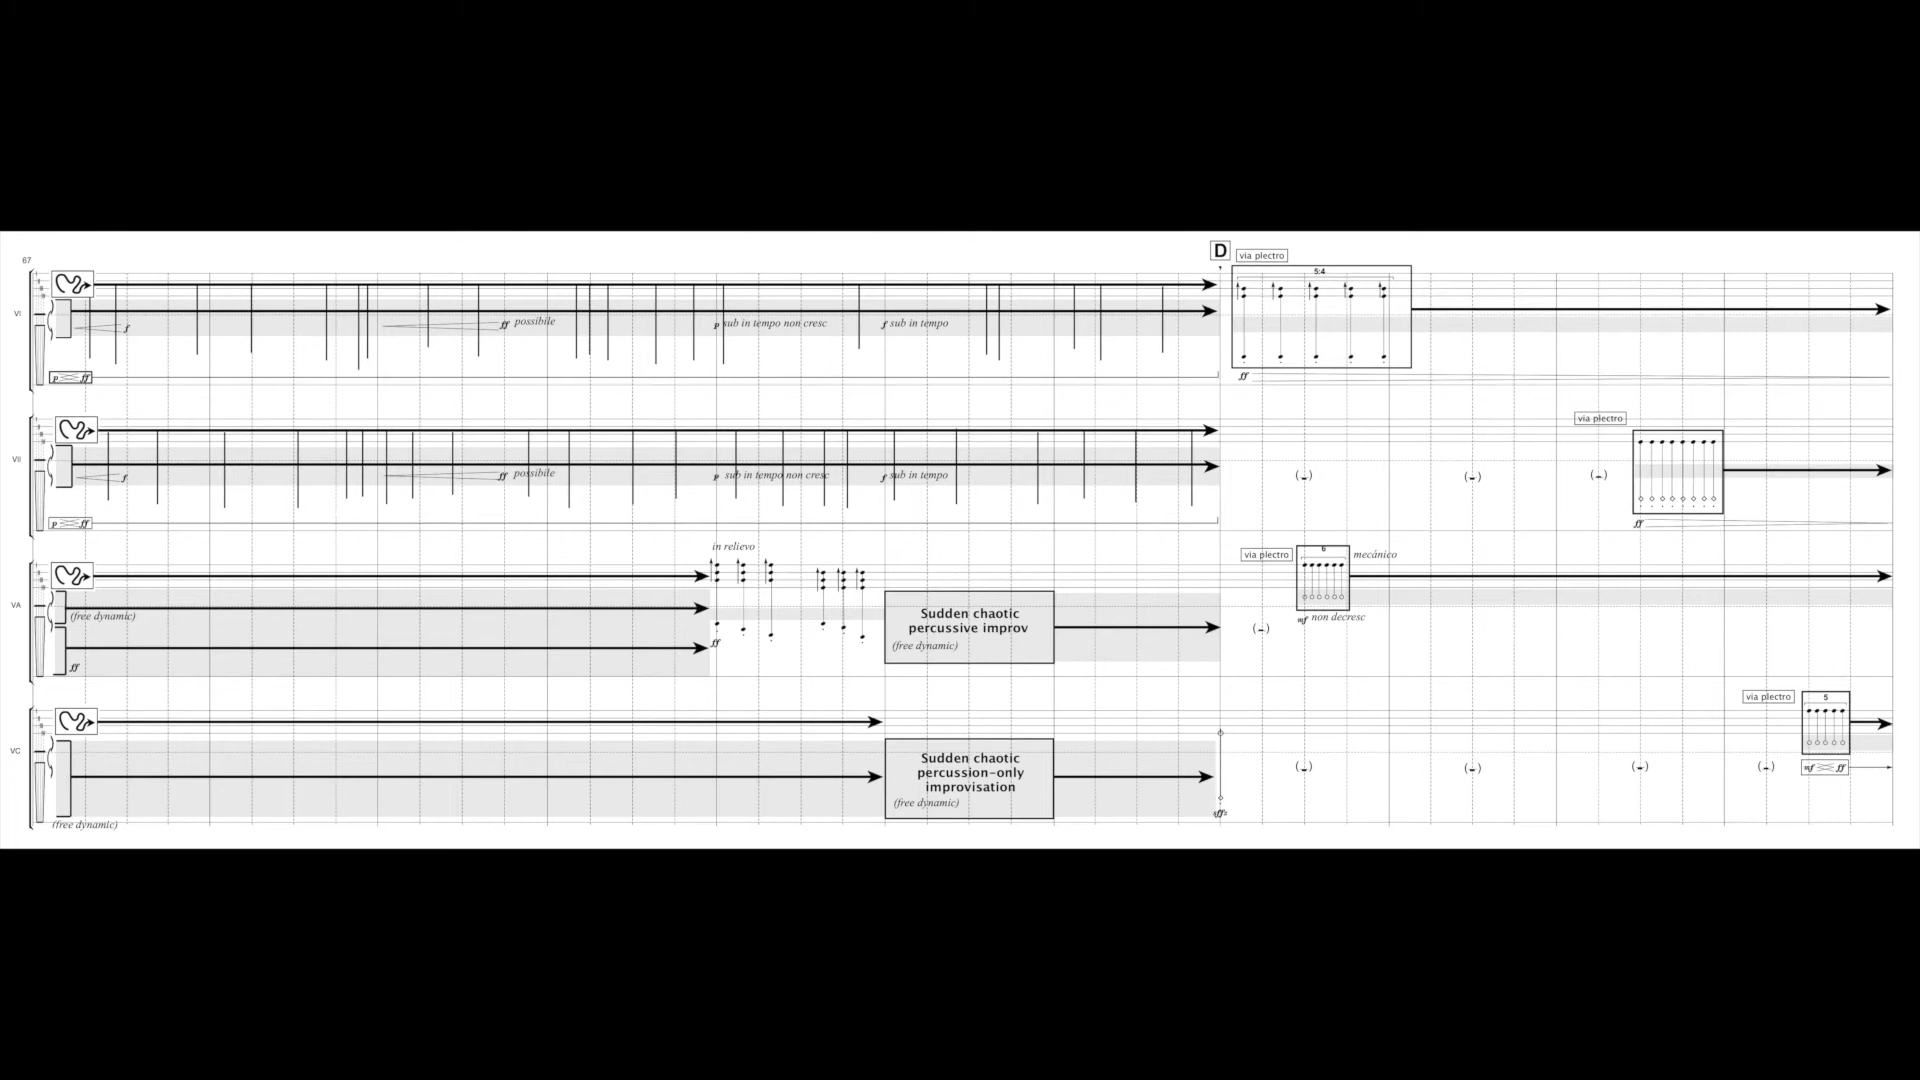 D
via plectro
67
5:4
VI
f
ff possibile
p sub in tempo non cresc
f sub in tempo
p ff
ff
via plectro
VII
f
ff possibile
p sub in tempo non cresc
f sub in tempo
p ff
ff
in relievo
via plectro
6
mecánico
VA
(free dynamic)
Sudden chaotic
percussive improv
(free dynamic)
mf non decresc
ff
ff
via plectro
5
VC
Sudden chaotic
percussion-only
improvisation
(free dynamic)
mf ff
sffz
(free dynamic)